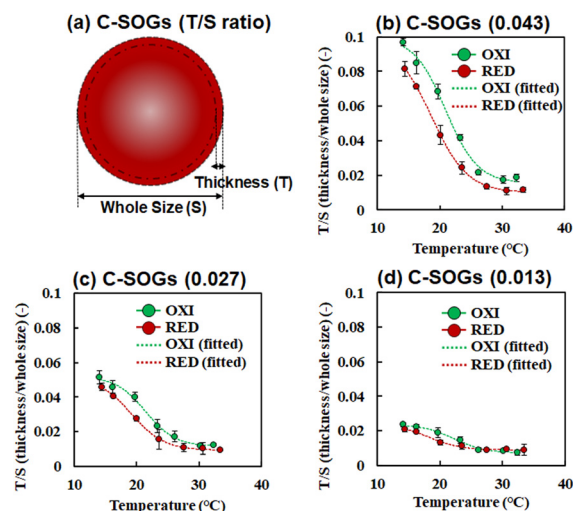 (a) C-SOGs (T/S ratio)
Thickness (T)
Whole Size (S)
(b) C-SOGs (0.043)
T/S (thickness/whole size) (-)
0.1
0.08
0.06
0.04
0.02
0
OXI
RED
OXI (fitted)
RED (fitted)
10 20 30 40
Temperature (°C)
(c) C-SOGs (0.027)
T/S (thickness/whole size) (-)
0.1
0.08
0.06
0.04
0.02
0
OXI
RED
OXI (fitted)
RED (fitted)
10 20 30 40
Temperature (°C)
(d) C-SOGs (0.013)
T/S (thickness/whole size) (-)
0.1
0.08
0.06
0.04
0.02
0
OXI
RED
OXI (fitted)
RED (fitted)
10 20 30 40
Temperature (°C)